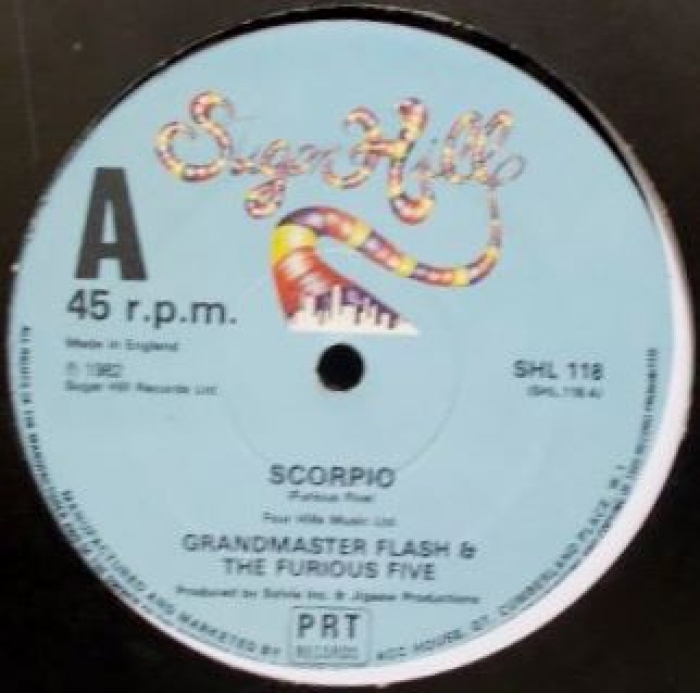 Sugar Hill
A
45 r.p.m.
Made in England
℗ 1982
Sugar Hill Records Ltd
SHL 118
(SHL 118 A)
SCORPIO
(Furious Five)
Four Hills Music Ltd
GRANDMASTER FLASH &
THE FURIOUS FIVE
Produced by Sylvia Inc. & Jigsaw Productions
PRT
RECORDS
MANUFACTURED AND MARKETED BY
ACC HOUSE, GT. CUMBERLAND PLACE, W.1.